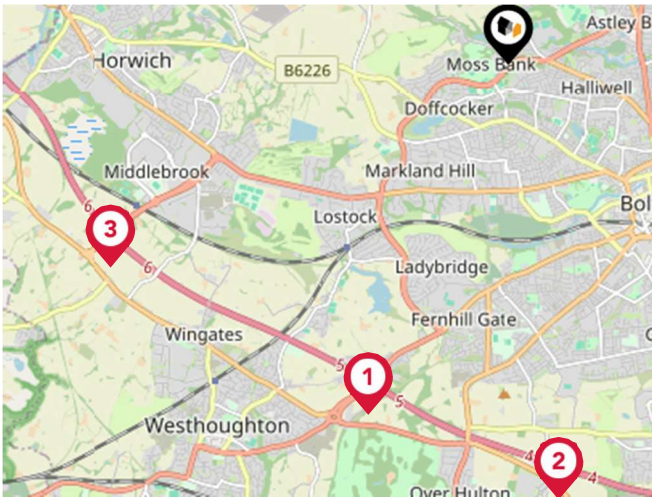 Astley B
Horwich
B6226
Moss Bank
Halliwell
Doffcocker
Middlebrook
Markland Hill
6
Lostock
Bol
3
6
Ladybridge
Wingates
Fernhill Gate
5
1
5
Westhoughton
4
2
4
Over Hulton